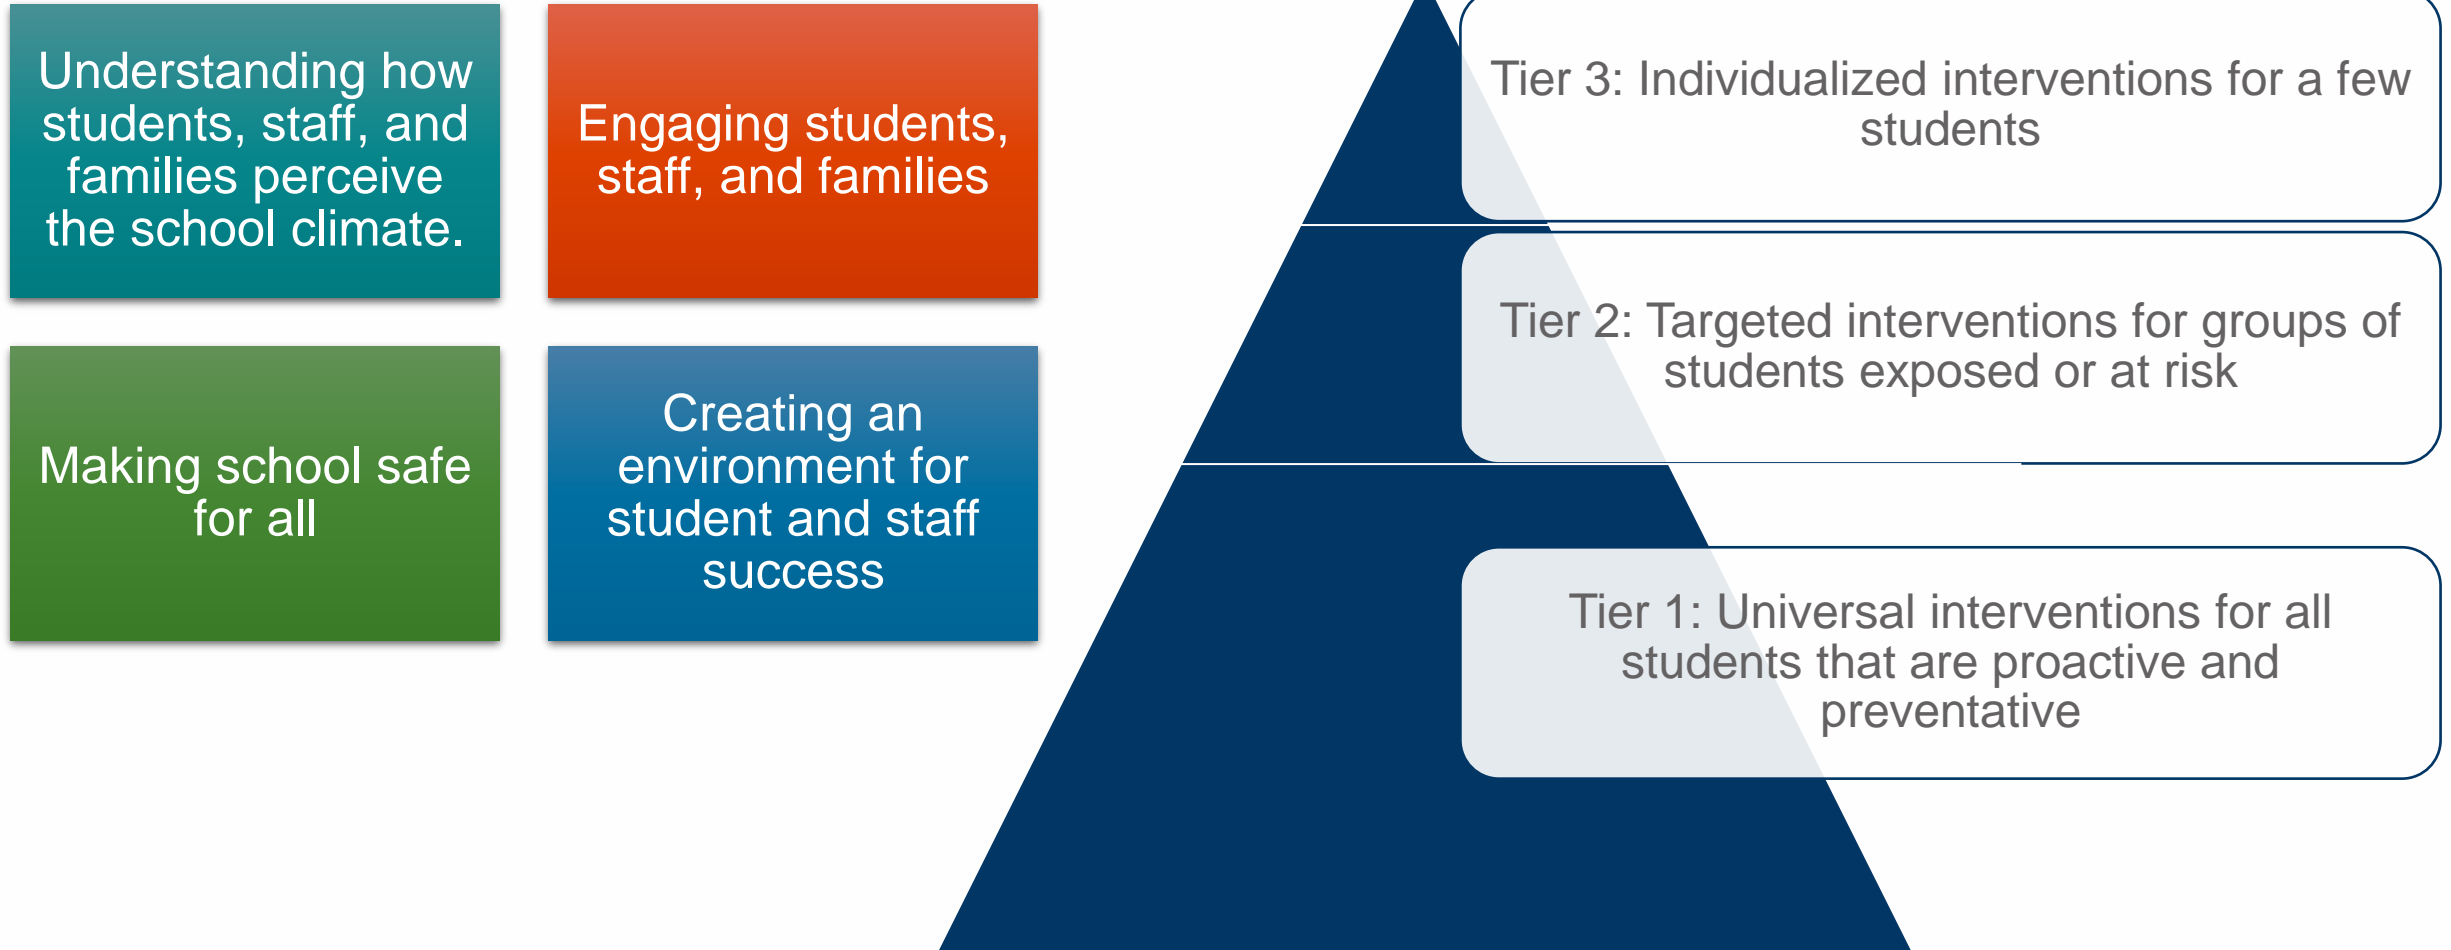 Understanding how
students, staff, and
families perceive
the school climate.
Engaging students,
staff, and families
Making school safe
for all
Creating an
environment for
student and staff
success
Tier 3: Individualized interventions for a few
students
Tier 2: Targeted interventions for groups of
students exposed or at risk
Tier 1: Universal interventions for all
students that are proactive and
preventative